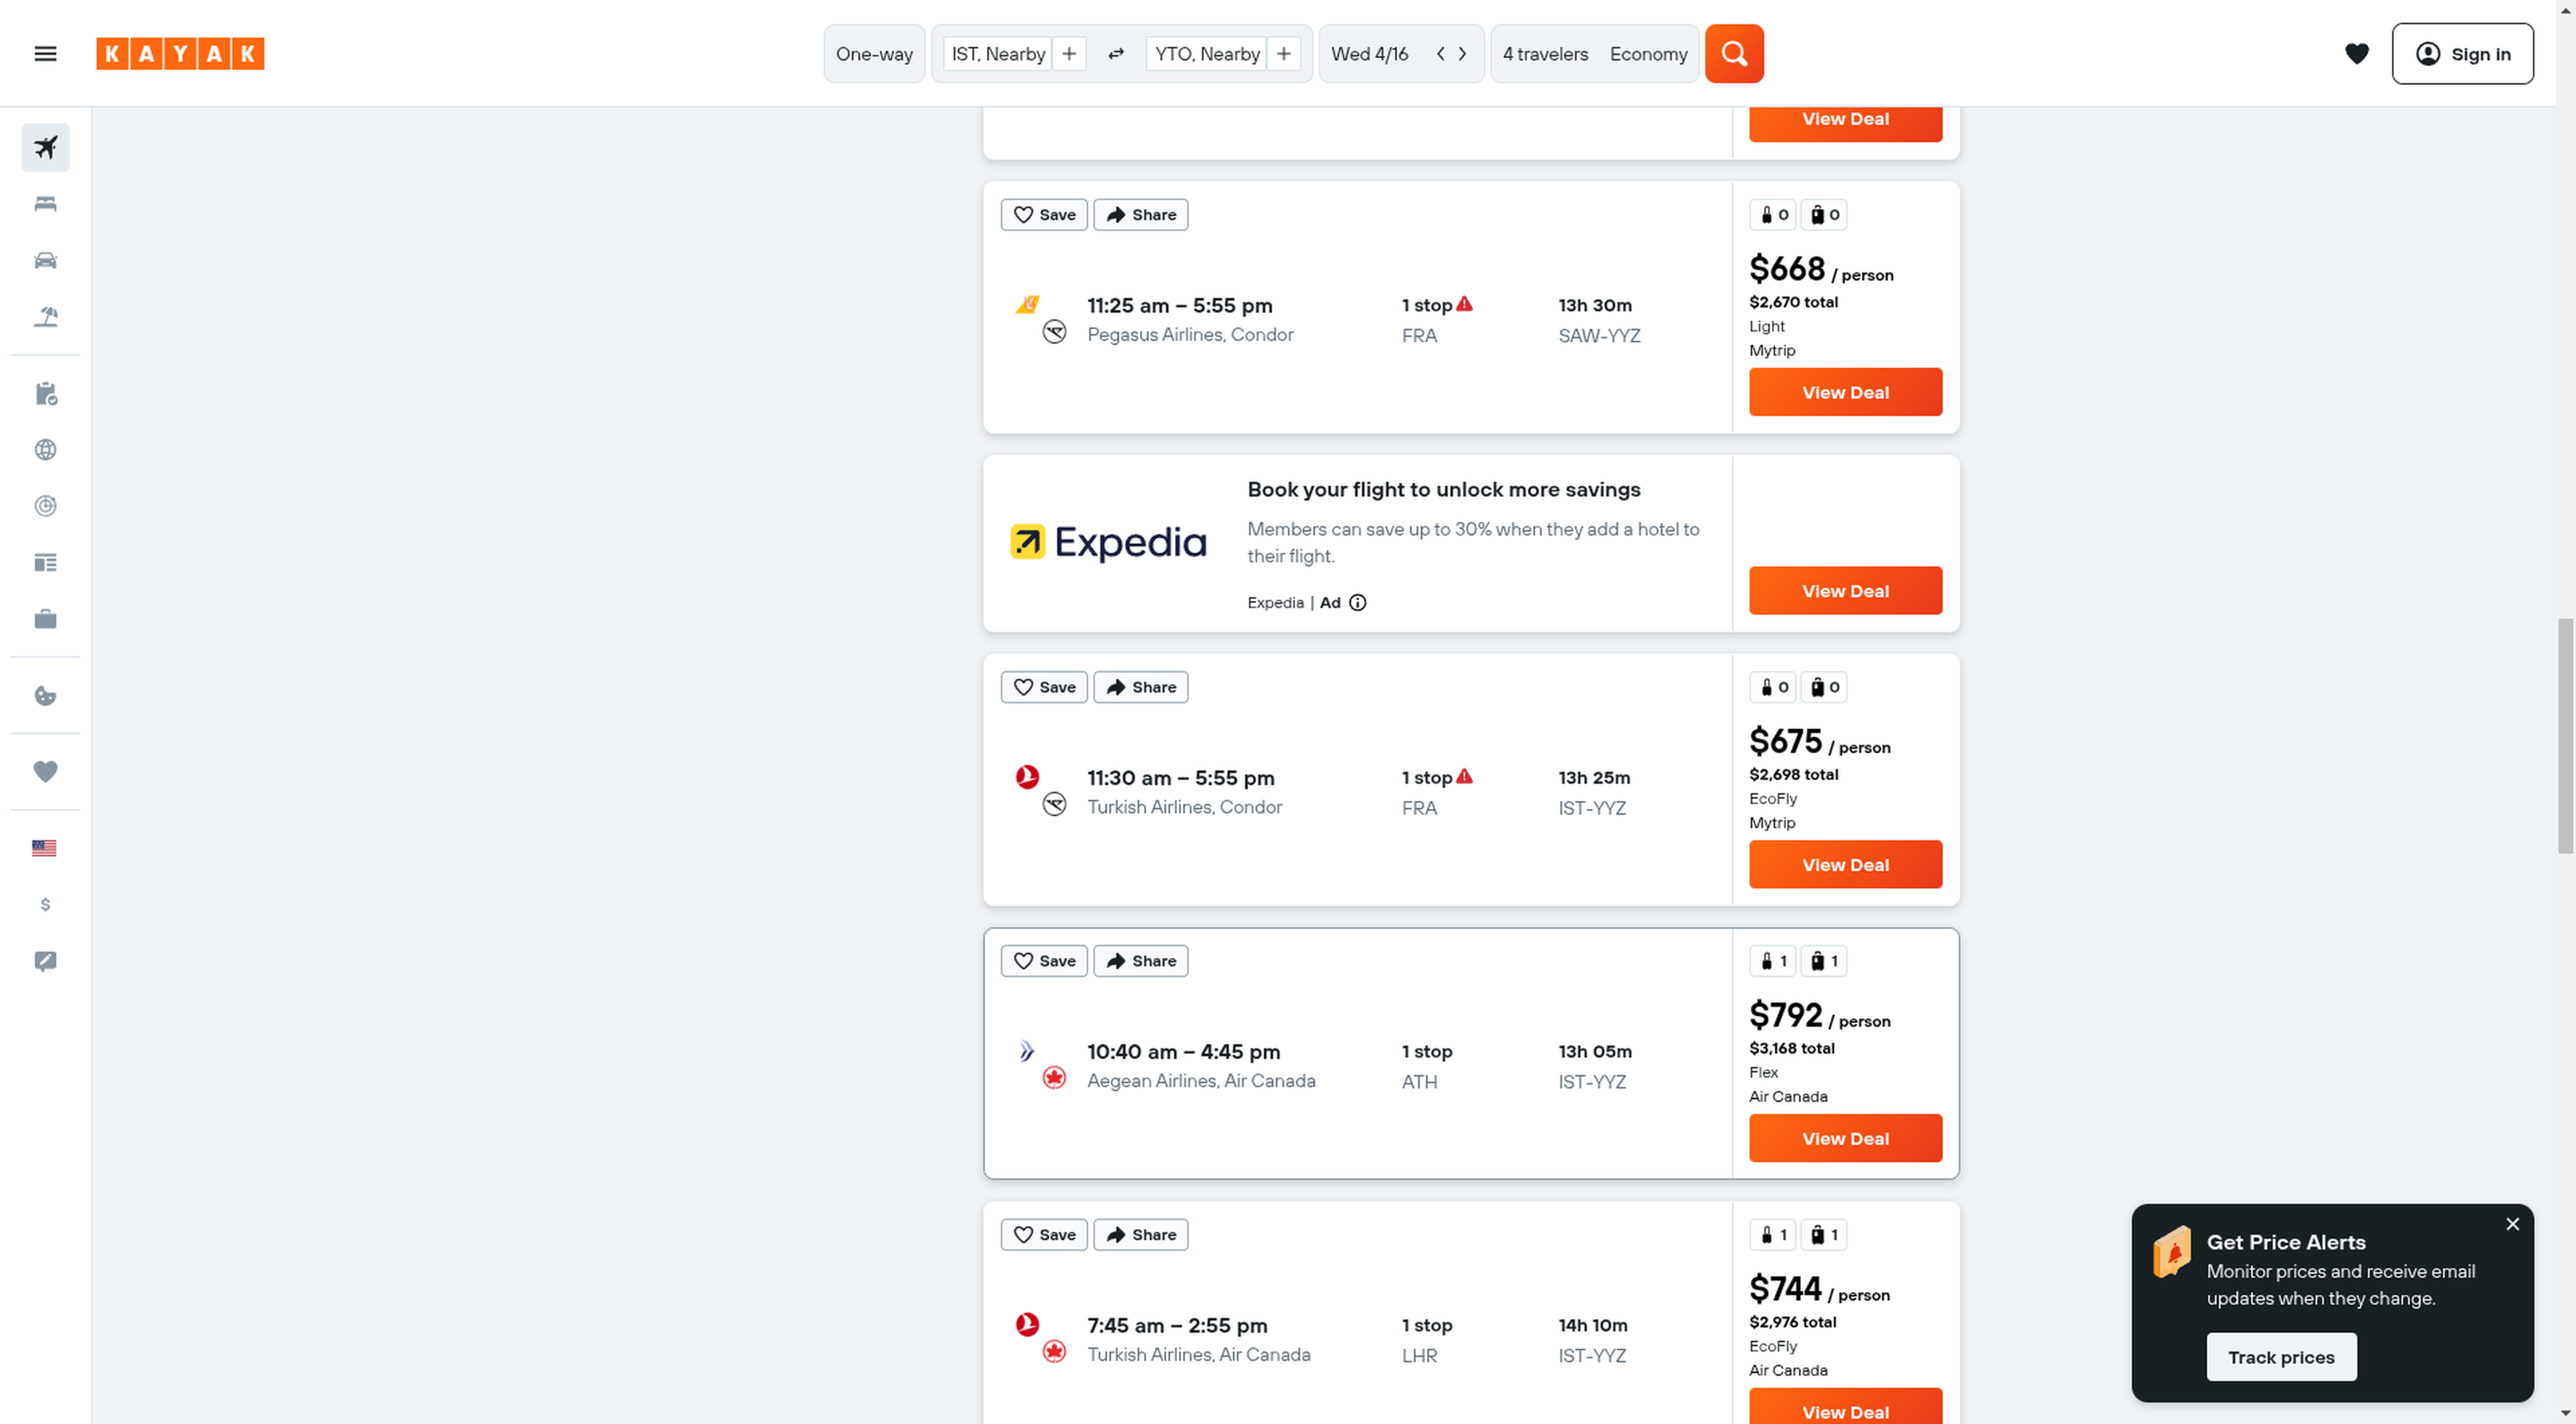 KAYAK
One-way
IST, Nearby
YTO, Nearby
Wed 4/16
4 travelers Economy
Sign in
View Deal
Save
Share
0
0
$668 / person
$2,670 total
Light
Mytrip
11:25 am – 5:55 pm
Pegasus Airlines, Condor
1 stop
FRA
13h 30m
SAW-YYZ
View Deal
Expedia
Book your flight to unlock more savings
Members can save up to 30% when they add a hotel to
their flight.
Expedia | Ad
View Deal
Save
Share
0
0
$675 / person
$2,698 total
EcoFly
Mytrip
11:30 am – 5:55 pm
Turkish Airlines, Condor
1 stop
FRA
13h 25m
IST-YYZ
View Deal
Save
Share
1
1
$792 / person
$3,168 total
Flex
Air Canada
10:40 am – 4:45 pm
Aegean Airlines, Air Canada
1 stop
ATH
13h 05m
IST-YYZ
View Deal
Save
Share
1
1
$744 / person
$2,976 total
EcoFly
Air Canada
7:45 am – 2:55 pm
Turkish Airlines, Air Canada
1 stop
LHR
14h 10m
IST-YYZ
View Deal
Get Price Alerts
Monitor prices and receive email
updates when they change.
Track prices
$